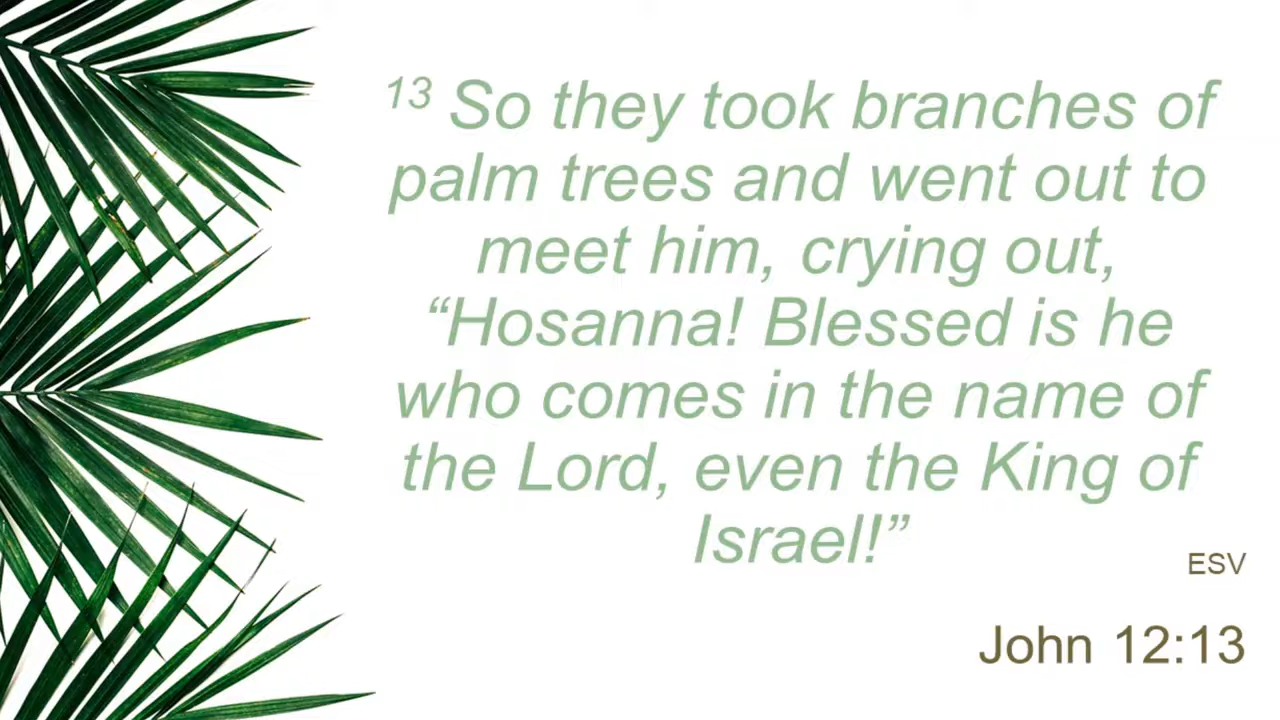 13 So they took branches of
palm trees and went out to
meet him, crying out,
“Hosanna! Blessed is he
who comes in the name of
the Lord, even the King of
Israel!”
ESV
John 12:13